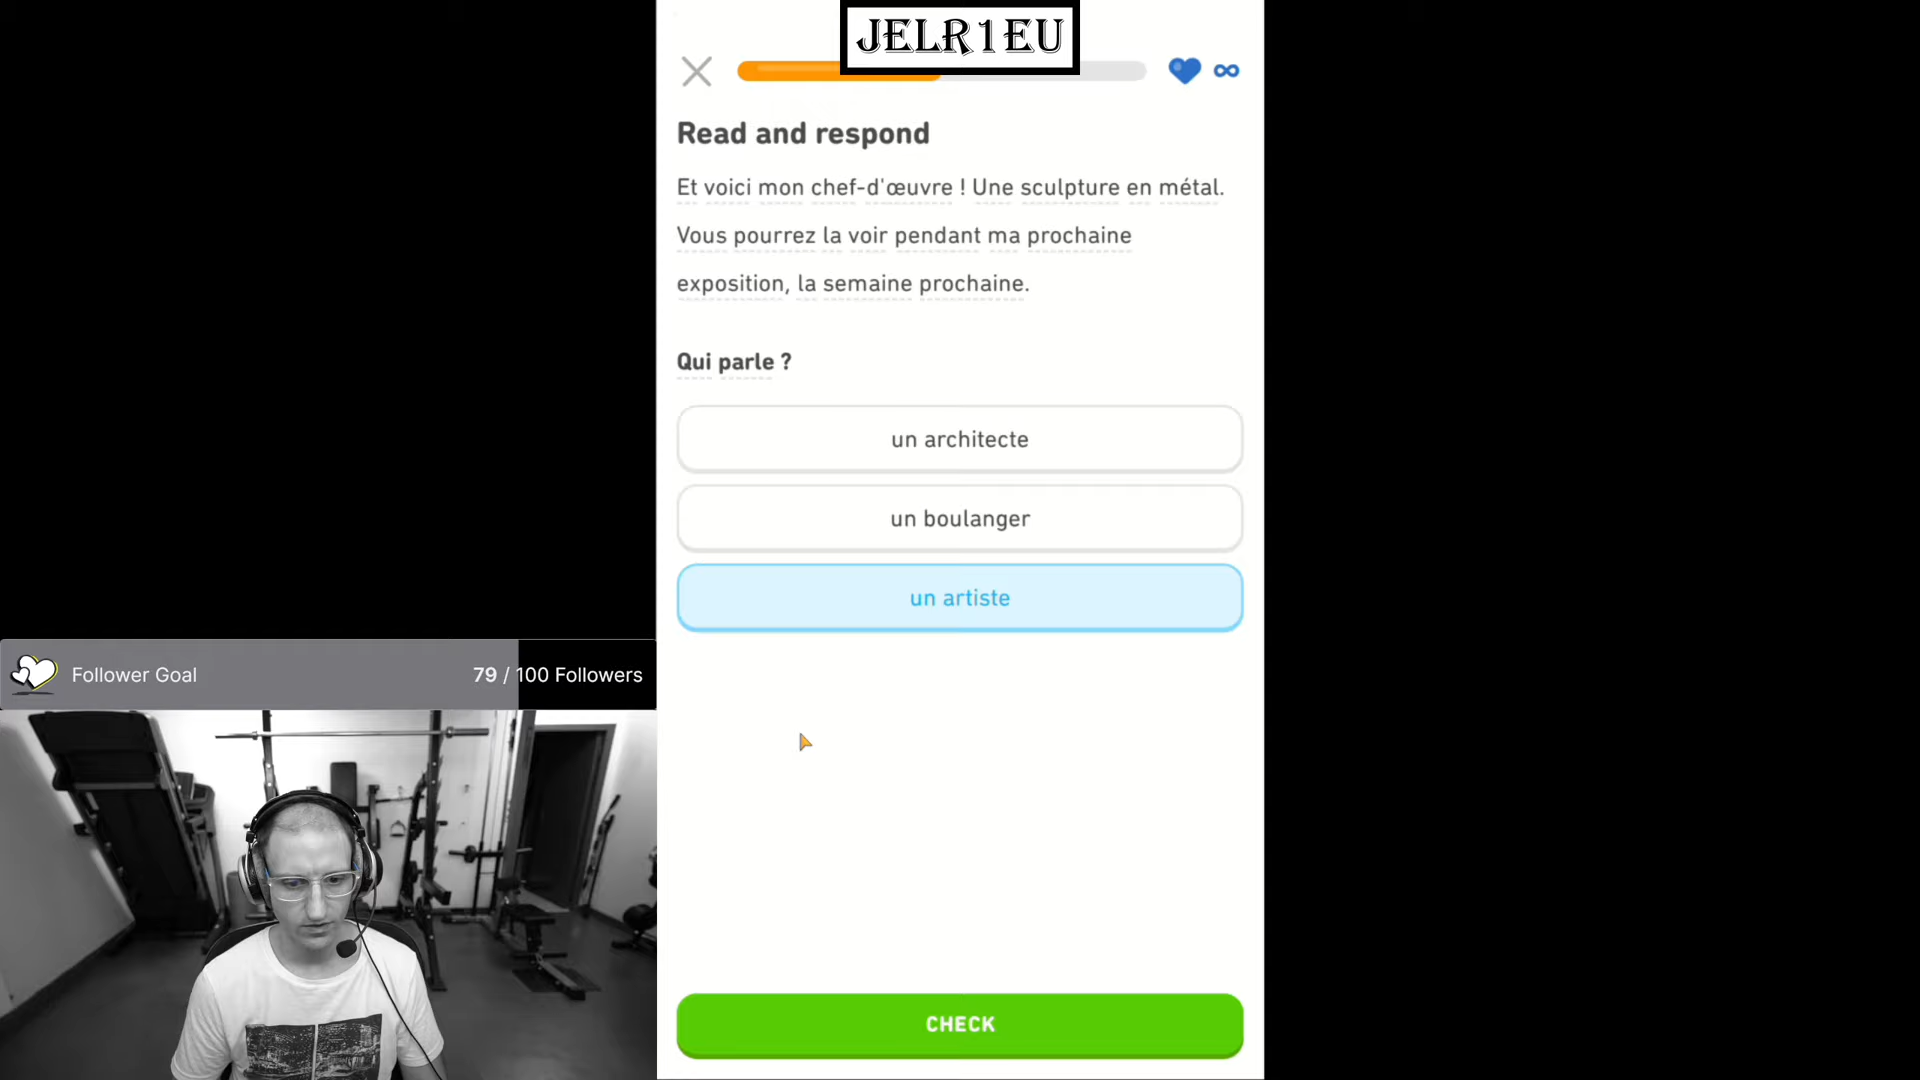 JELR1EU
Read and respond
Et voici mon chef-d'œuvre ! Une sculpture en métal.
Vous pourrez la voir pendant ma prochaine
exposition, la semaine prochaine.
Qui parle ?
un architecte
un boulanger
un artiste
CHECK
Follower Goal
79 / 100 Followers